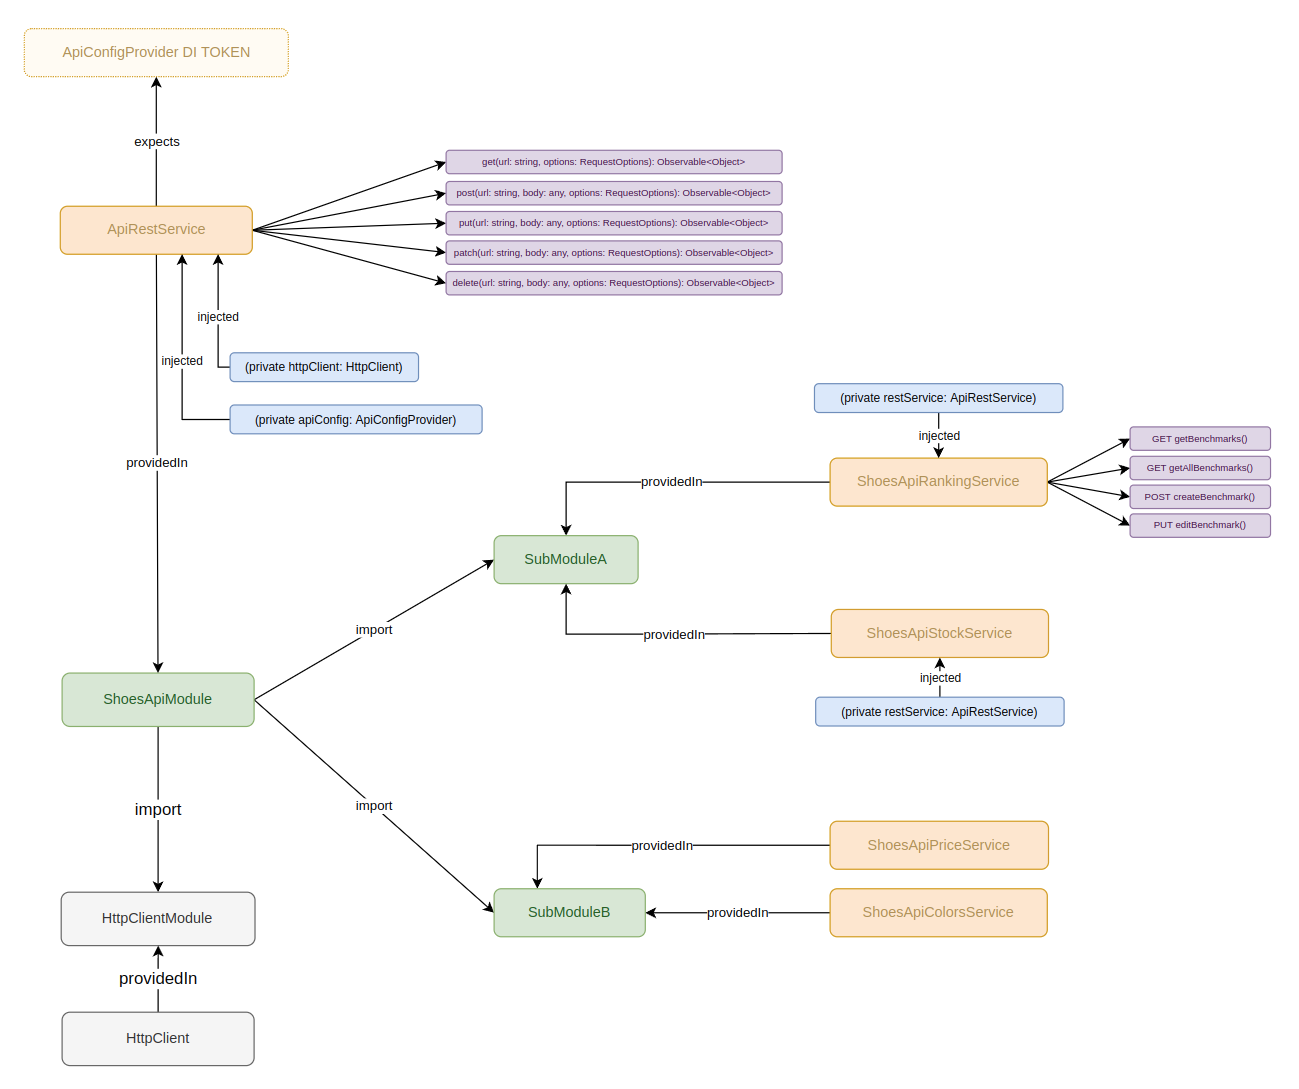 ApiConfigProvider DI TOKEN
expects
ApiRestService
get(url: string, options: RequestOptions): Observable<Object>
post(url: string, body: any, options: RequestOptions): Observable<Object>
put(url: string, body: any, options: RequestOptions): Observable<Object>
patch(url: string, body: any, options: RequestOptions): Observable<Object>
delete(url: string, body: any, options: RequestOptions): Observable<Object>
injected
injected
(private httpClient: HttpClient)
(private apiConfig: ApiConfigProvider)
providedIn
(private restService: ApiRestService)
injected
ShoesApiRankingService
GET getBenchmarks()
GET getAllBenchmarks()
POST createBenchmark()
PUT editBenchmark()
providedIn
SubModuleA
providedIn
ShoesApiStockService
injected
(private restService: ApiRestService)
import
ShoesApiModule
import
import
providedIn
ShoesApiPriceService
SubModuleB
providedIn
ShoesApiColorsService
HttpClientModule
providedIn
HttpClient